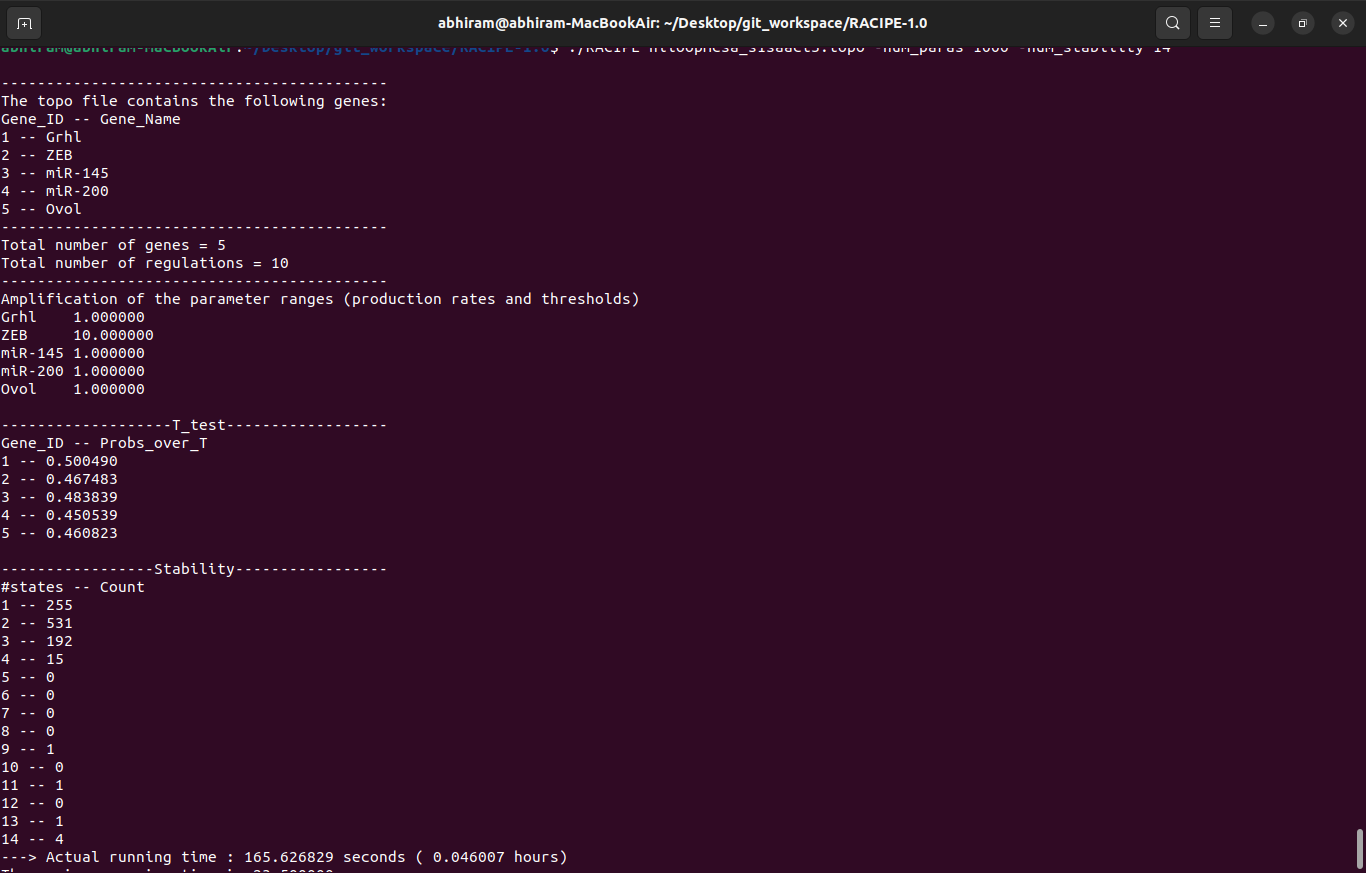 abhiram@abhiram-MacBookAir: ~/Desktop/git_workspace/RACIPE-1.0
abhiram@abhiram-MacBookAir:~/Desktop/git_workspace/RACIPE-1.0$ ./RACIPE -num_paras 1000 -num_stability 14
-------------------------------------------
The topo file contains the following genes:
Gene_ID -- Gene_Name
1 -- Grhl
2 -- ZEB
3 -- miR-145
4 -- miR-200
5 -- Ovol
-------------------------------------------
Total number of genes = 5
Total number of regulations = 10
-------------------------------------------
Amplification of the parameter ranges (production rates and thresholds)
Grhl    1.000000
ZEB     10.000000
miR-145 1.000000
miR-200 1.000000
Ovol    1.000000
-------------------T_test------------------
Gene_ID -- Probs_over_T
1 -- 0.500490
2 -- 0.467483
3 -- 0.483839
4 -- 0.450539
5 -- 0.460823
-----------------Stability-----------------
#states -- Count
1 -- 255
2 -- 531
3 -- 192
4 -- 15
5 -- 0
6 -- 0
7 -- 0
8 -- 0
9 -- 1
10 -- 0
11 -- 1
12 -- 0
13 -- 1
14 -- 4
---> Actual running time : 165.626829 seconds ( 0.046007 hours)